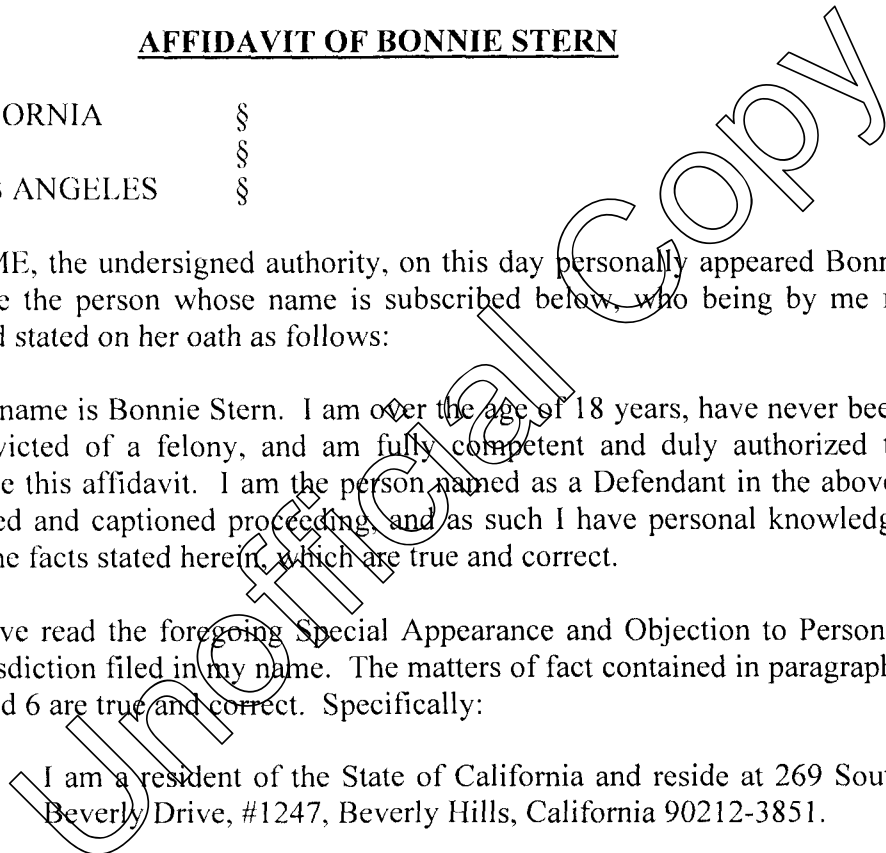 AFFIDAVIT OF BONNIE STERN
ORNIA §
§
S ANGELES §
ME, the undersigned authority, on this day personally appeared Bonn
e the person whose name is subscribed below, who being by me
d stated on her oath as follows:
name is Bonnie Stern. I am over the age of 18 years, have never bee
victed of a felony, and am fully competent and duly authorized t
e this affidavit. I am the person named as a Defendant in the above
ed and captioned proceeding, and as such I have personal knowledg
he facts stated herein, which are true and correct.
ve read the foregoing Special Appearance and Objection to Person
sdiction filed in my name. The matters of fact contained in paragraph
d 6 are true and correct. Specifically:
I am a resident of the State of California and reside at 269 Sout
Beverly Drive, #1247, Beverly Hills, California 90212-3851.
Unofficial Copy